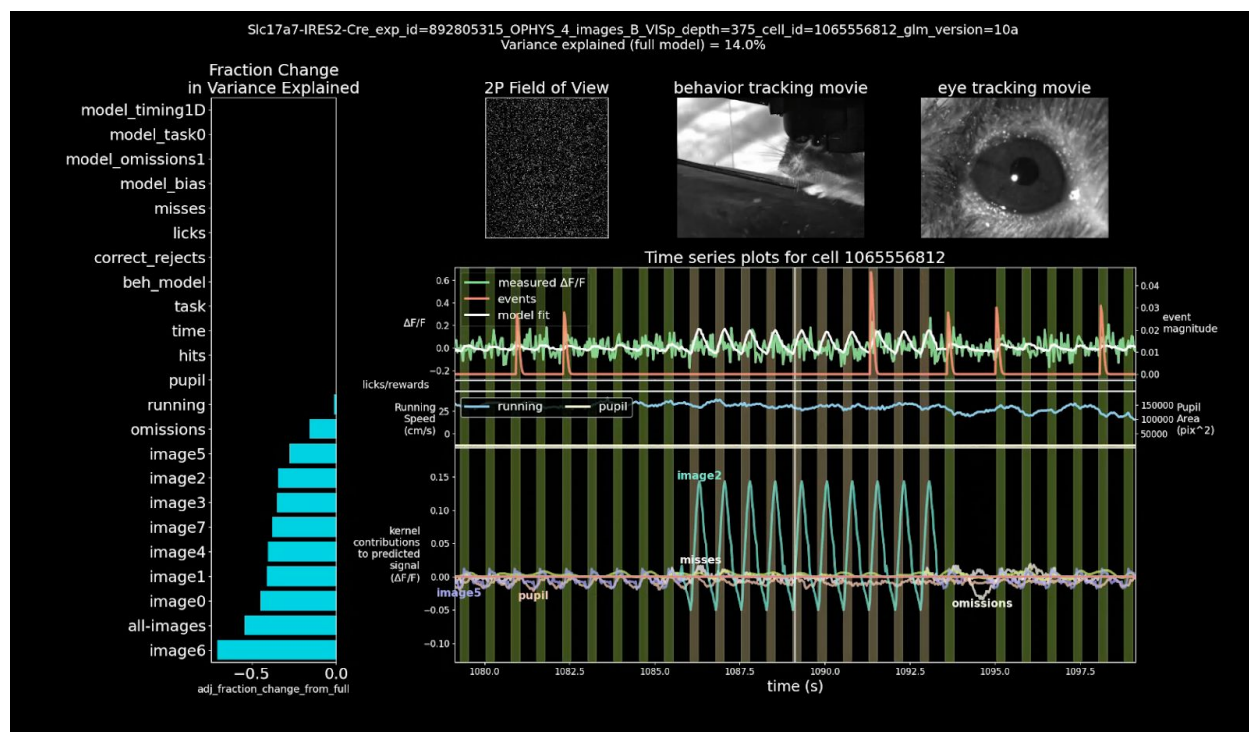 Slc17a7-IRES2-Cre_exp_id=892805315_OPHYS_4_images_B_VISp_depth=375_cell_id=1065556812_glm_version=10a
Variance explained (full model) = 14.0%
Fraction Change
in Variance Explained
model_timing1D
model_task0
model_omissions1
model_bias
misses
licks
correct_rejects
beh_model
task
time
hits
pupil
running
omissions
image5
image2
image3
image7
image4
image1
image0
all-images
image6
−0.5 0.0
adj_fraction_change_from_full
2P Field of View
behavior tracking movie
eye tracking movie
Time series plots for cell 1065556812
measured ΔF/F
events
model fit
ΔF/F
0.6
0.4
0.2
0.0
−0.2
0.04
0.03
0.02
0.01
0.00
event
magnitude
licks/rewards
Running
Speed
(cm/s)
25
0
running pupil
150000
100000
50000
Pupil
Area
(pix^2)
kernel
contributions
to predicted
signal
(ΔF/F)
0.15
0.10
0.05
0.00
−0.05
−0.10
image2
misses
image5
pupil
omissions
1080.0 1082.5 1085.0 1087.5 1090.0 1092.5 1095.0 1097.5
time (s)